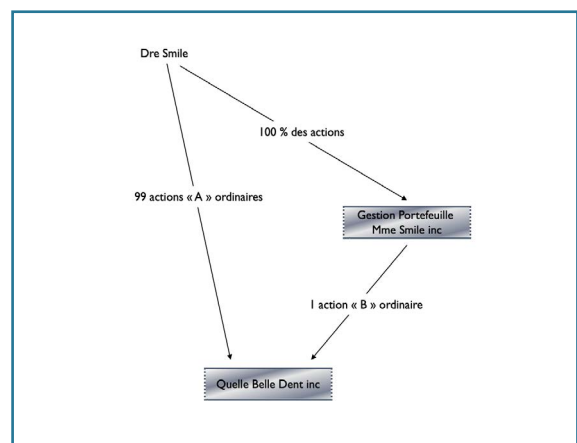 Dre Smile
100 % des actions
99 actions « A » ordinaires
Gestion Portefeuille
Mme Smile inc
1 action « B » ordinaire
Quelle Belle Dent inc